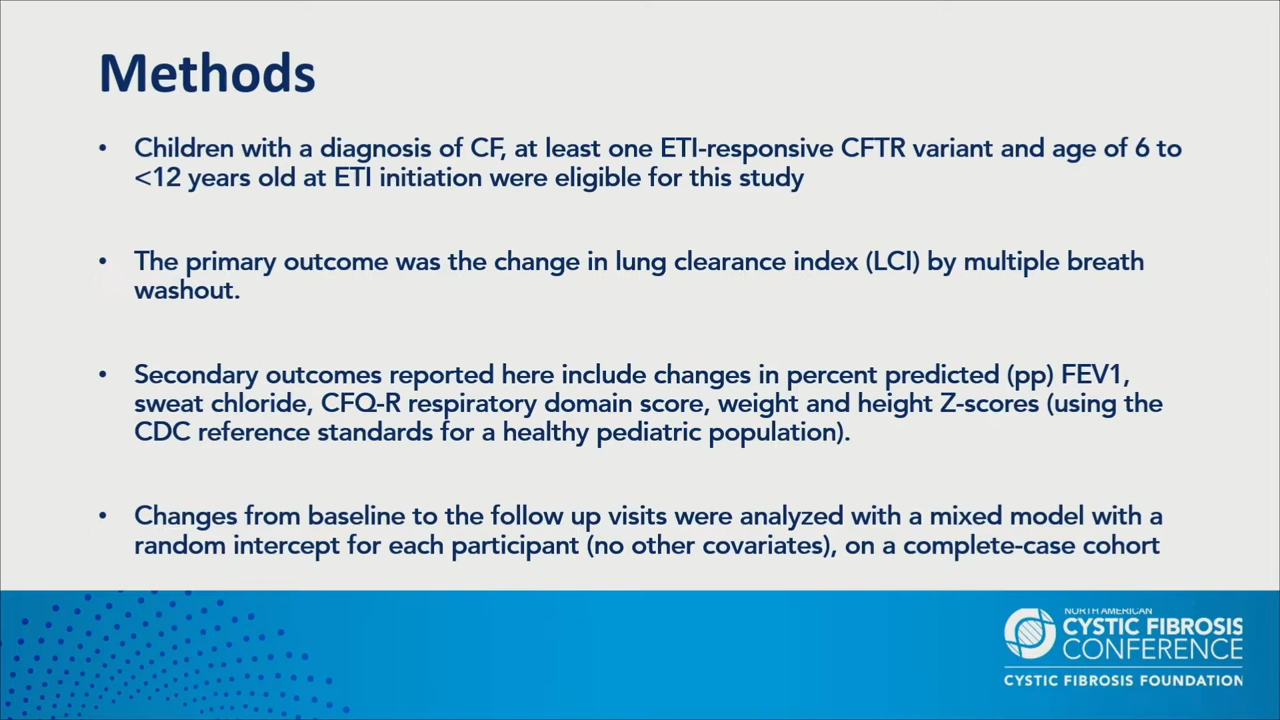 Methods
• Children with a diagnosis of CF, at least one ETI-responsive CFTR variant and age of 6 to
<12 years old at ETI initiation were eligible for this study
• The primary outcome was the change in lung clearance index (LCI) by multiple breath
washout.
• Secondary outcomes reported here include changes in percent predicted (pp) FEV1,
sweat chloride, CFQ-R respiratory domain score, weight and height Z-scores (using the
CDC reference standards for a healthy pediatric population).
• Changes from baseline to the follow up visits were analyzed with a mixed model with a
random intercept for each participant (no other covariates), on a complete-case cohort
NORTH AMERICAN
CYSTIC FIBROSIS
CONFERENCE
CYSTIC FIBROSIS FOUNDATION